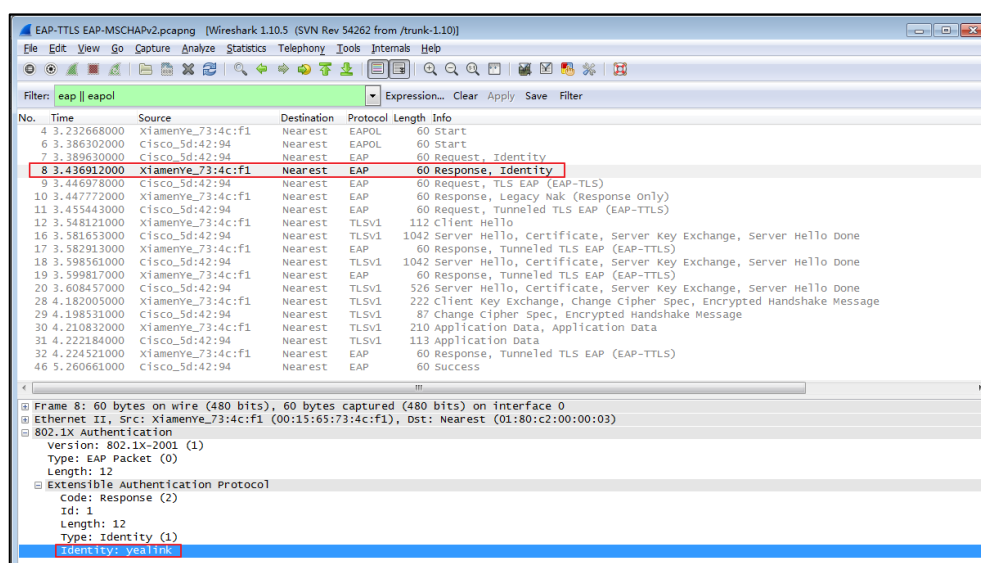 EAP-TTLS EAP-MSCHAPv2.pcapng [Wireshark 1.10.5 (SVN Rev 54262 from /trunk-1.10)]
File Edit View Go Capture Analyze Statistics Telephony Tools Internals Help
Filter: eap || eapol Expression... Clear Apply Save Filter
No. Time Source Destination Protocol Length Info
4 3.232668000 XiamenYe_73:4c:f1 Nearest EAPOL 60 Start
6 3.386302000 Cisco_5d:42:94 Nearest EAPOL 60 Start
7 3.389630000 Cisco_5d:42:94 Nearest EAP 60 Request, Identity
8 3.436912000 XiamenYe_73:4c:f1 Nearest EAP 60 Response, Identity
9 3.446978000 Cisco_5d:42:94 Nearest EAP 60 Request, TLS EAP (EAP-TLS)
10 3.447772000 XiamenYe_73:4c:f1 Nearest EAP 60 Response, Legacy Nak (Response Only)
11 3.455443000 Cisco_5d:42:94 Nearest EAP 60 Request, Tunneled TLS EAP (EAP-TTLS)
12 3.548121000 XiamenYe_73:4c:f1 Nearest TLSv1 112 Client Hello
16 3.581653000 Cisco_5d:42:94 Nearest TLSv1 1042 Server Hello, Certificate, Server Key Exchange, Server Hello Done
17 3.582913000 XiamenYe_73:4c:f1 Nearest EAP 60 Response, Tunneled TLS EAP (EAP-TTLS)
18 3.598561000 Cisco_5d:42:94 Nearest TLSv1 1042 Server Hello, Certificate, Server Key Exchange, Server Hello Done
19 3.599817000 XiamenYe_73:4c:f1 Nearest EAP 60 Response, Tunneled TLS EAP (EAP-TTLS)
20 3.608457000 Cisco_5d:42:94 Nearest TLSv1 526 Server Hello, Certificate, Server Key Exchange, Server Hello Done
28 4.182005000 XiamenYe_73:4c:f1 Nearest TLSv1 222 Client Key Exchange, Change Cipher Spec, Encrypted Handshake Message
29 4.198531000 Cisco_5d:42:94 Nearest TLSv1 87 Change Cipher Spec, Encrypted Handshake Message
30 4.210832000 XiamenYe_73:4c:f1 Nearest TLSv1 210 Application Data, Application Data
31 4.222184000 Cisco_5d:42:94 Nearest TLSv1 113 Application Data
32 4.224521000 XiamenYe_73:4c:f1 Nearest EAP 60 Response, Tunneled TLS EAP (EAP-TTLS)
46 5.260661000 Cisco_5d:42:94 Nearest EAP 60 Success
Frame 8: 60 bytes on wire (480 bits), 60 bytes captured (480 bits) on interface 0
Ethernet II, Src: XiamenYe_73:4c:f1 (00:15:65:73:4c:f1), Dst: Nearest (01:80:c2:00:00:03)
802.1X Authentication
Version: 802.1X-2001 (1)
Type: EAP Packet (0)
Length: 12
Extensible Authentication Protocol
Code: Response (2)
Id: 1
Length: 12
Type: Identity (1)
Identity: yealink